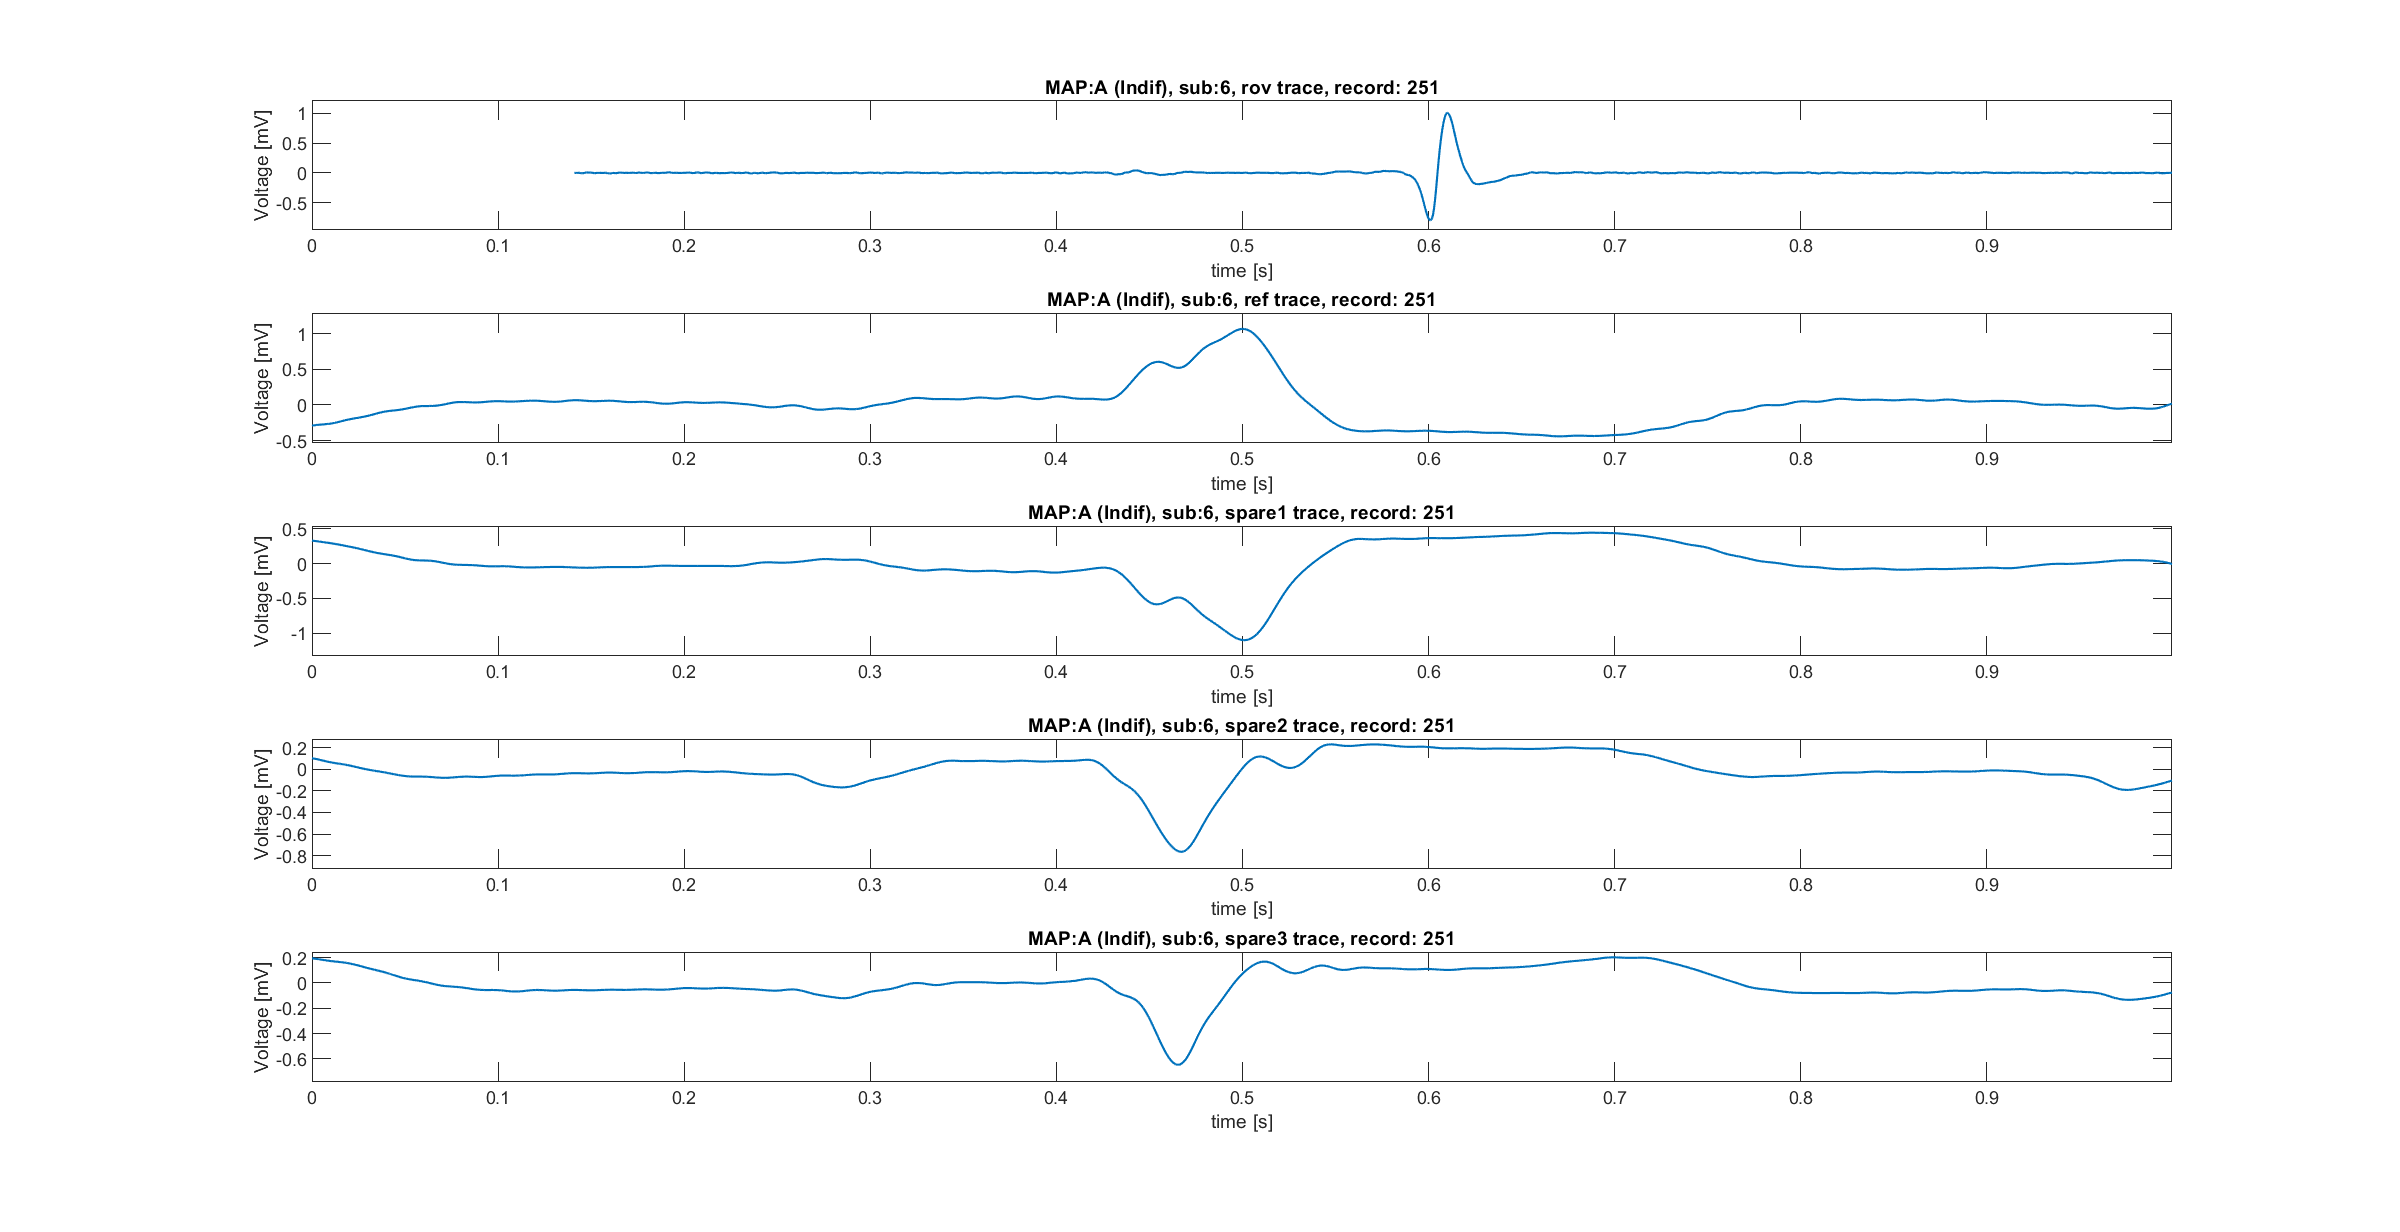 MAP:A (Indif), sub:6, rov trace, record: 251
Voltage [mV]
1
0.5
0
-0.5
0 0.1 0.2 0.3 0.4 0.5 0.6 0.7 0.8 0.9
time [s]
MAP:A (Indif), sub:6, ref trace, record: 251
Voltage [mV]
1
0.5
0
-0.5
0 0.1 0.2 0.3 0.4 0.5 0.6 0.7 0.8 0.9
time [s]
MAP:A (Indif), sub:6, spare1 trace, record: 251
Voltage [mV]
0.5
0
-0.5
-1
0 0.1 0.2 0.3 0.4 0.5 0.6 0.7 0.8 0.9
time [s]
MAP:A (Indif), sub:6, spare2 trace, record: 251
Voltage [mV]
0.2
0
-0.2
-0.4
-0.6
-0.8
0 0.1 0.2 0.3 0.4 0.5 0.6 0.7 0.8 0.9
time [s]
MAP:A (Indif), sub:6, spare3 trace, record: 251
Voltage [mV]
0.2
0
-0.2
-0.4
-0.6
0 0.1 0.2 0.3 0.4 0.5 0.6 0.7 0.8 0.9
time [s]